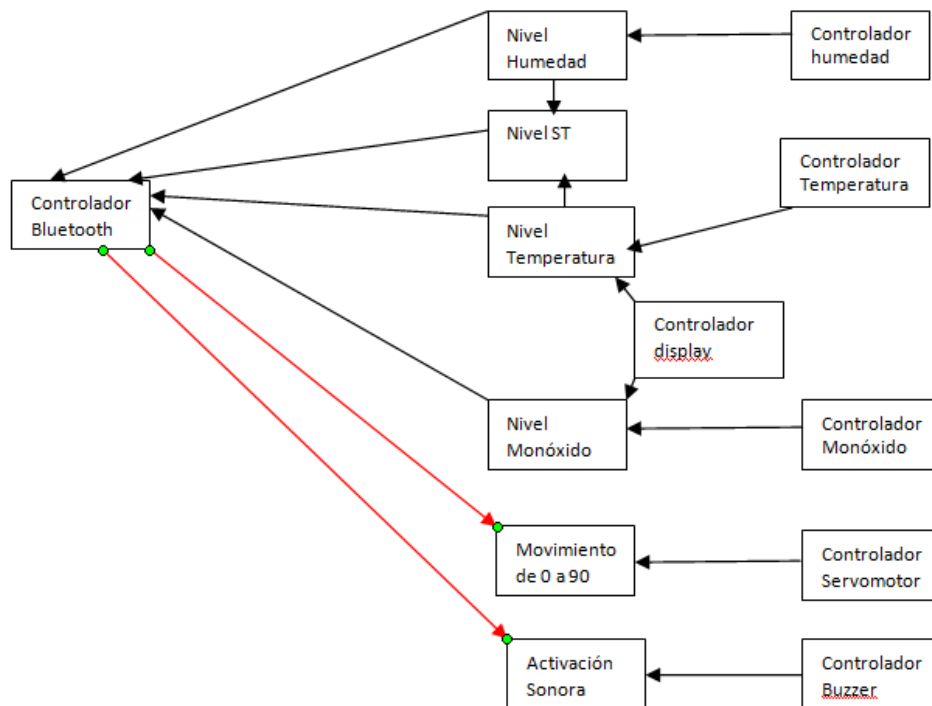 Nivel
Humedad
Controlador
humedad
Nivel ST
Controlador
Temperatura
Controlador
Bluetooth
Nivel
Temperatura
Controlador
display
Nivel
Monóxido
Controlador
Monóxido
Movimiento
de 0 a 90
Controlador
Servomotor
Activación
Sonora
Controlador
Buzzer